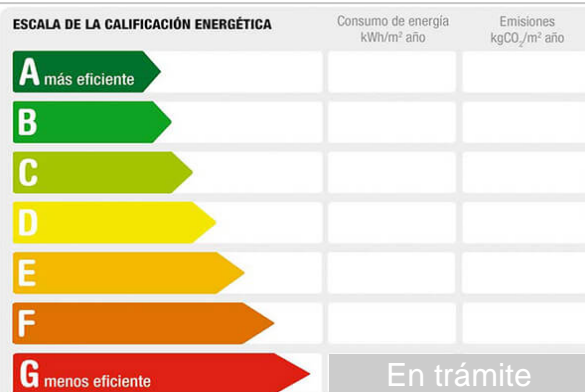 ESCALA DE LA CALIFICACIÓN ENERGÉTICA
Consumo de energía
kWh/m² año
Emisiones
kgCO₂/m² año
A más eficiente
B
C
D
E
F
G menos eficiente
En trámite